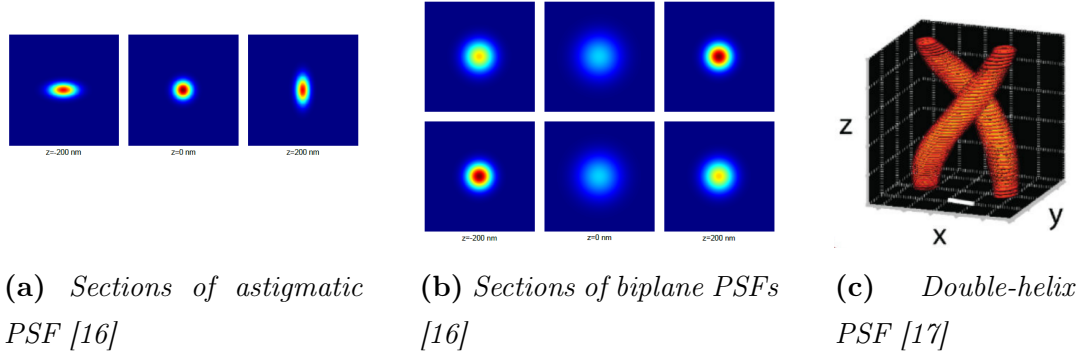 z=-200 nm
z=0 nm
z=200 nm
z=-200 nm
z=0 nm
z=200 nm
z
x
y
(a) Sections of astigmatic
PSF [16]
(b) Sections of biplane PSFs
[16]
(c) Double-helix
PSF [17]